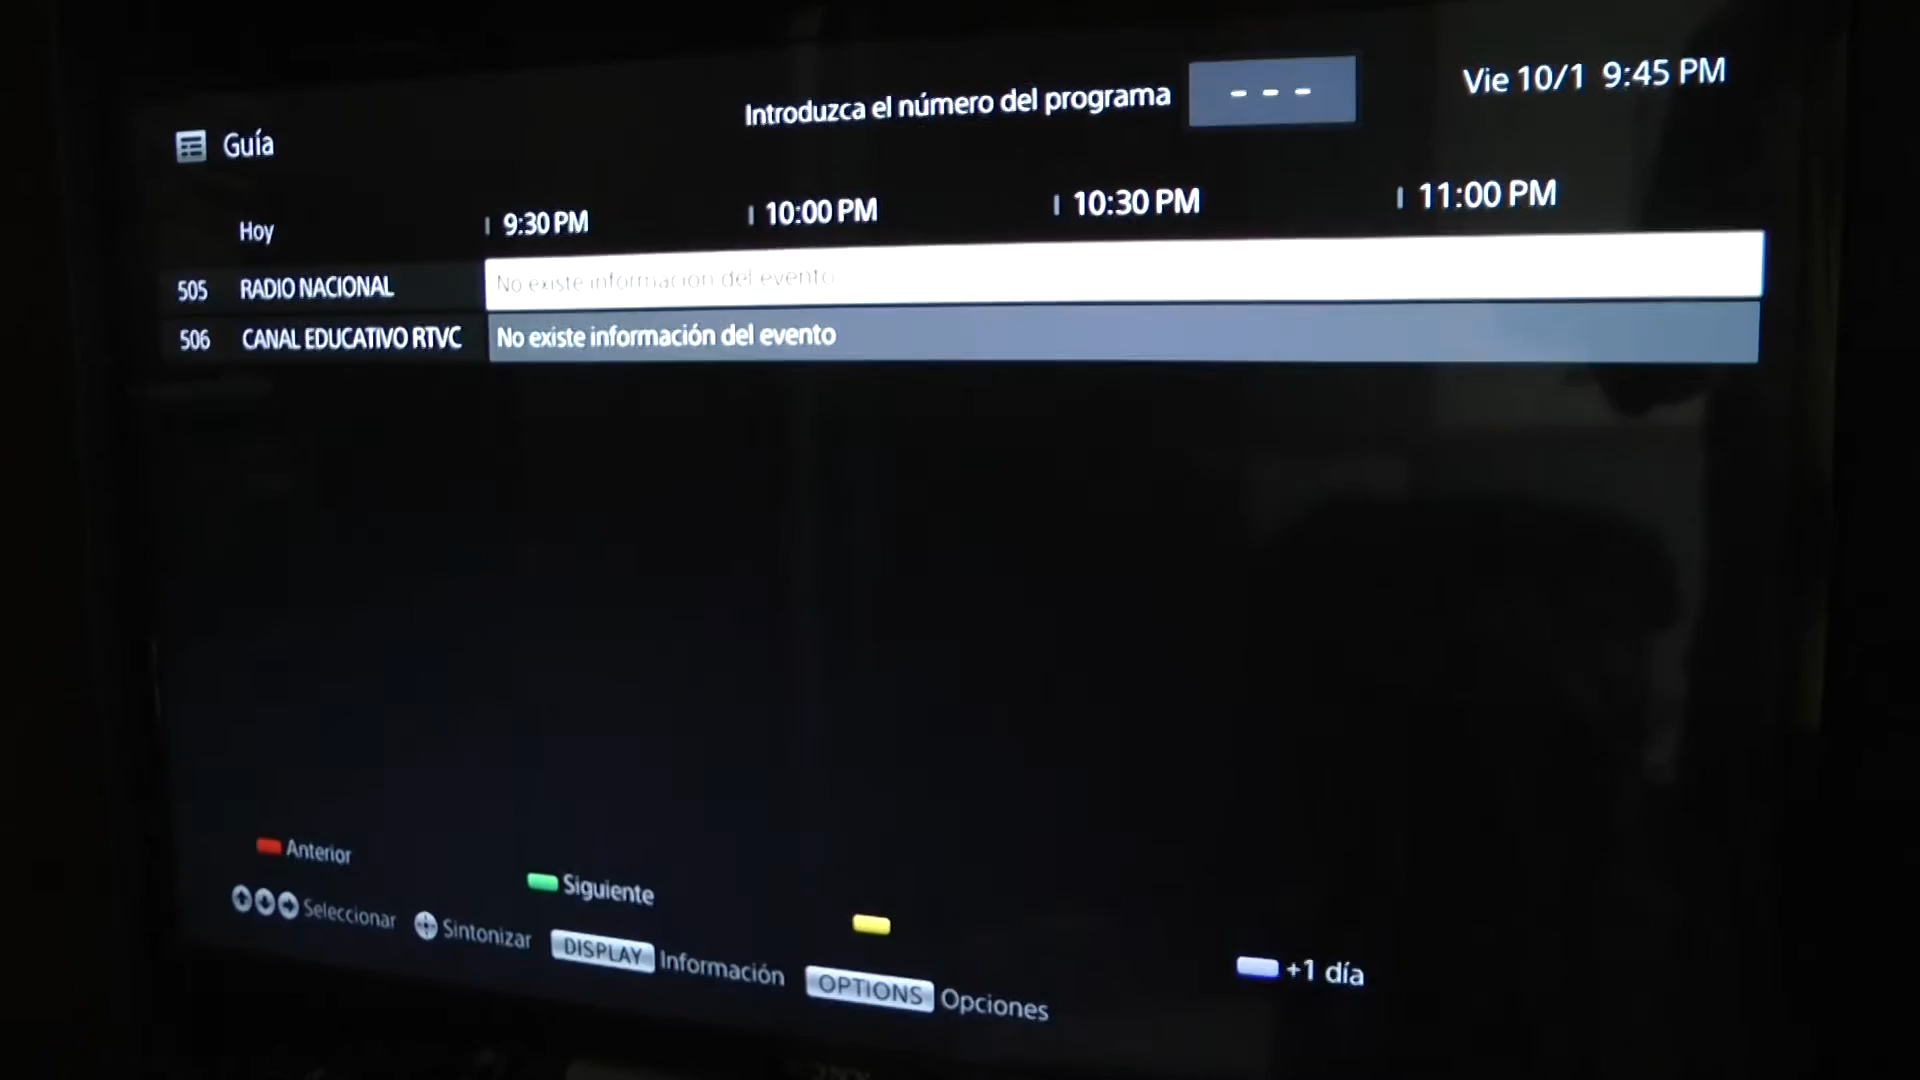 Introduzca el número del programa - - - Vie 10/1 9:45 PM
Guía
Hoy 9:30 PM 10:00 PM 10:30 PM 11:00 PM
505 RADIO NACIONAL No existe información del evento
506 CANAL EDUCATIVO RTVC No existe información del evento
Anterior Siguiente +1 día
Seleccionar Sintonizar DISPLAY Información OPTIONS Opciones